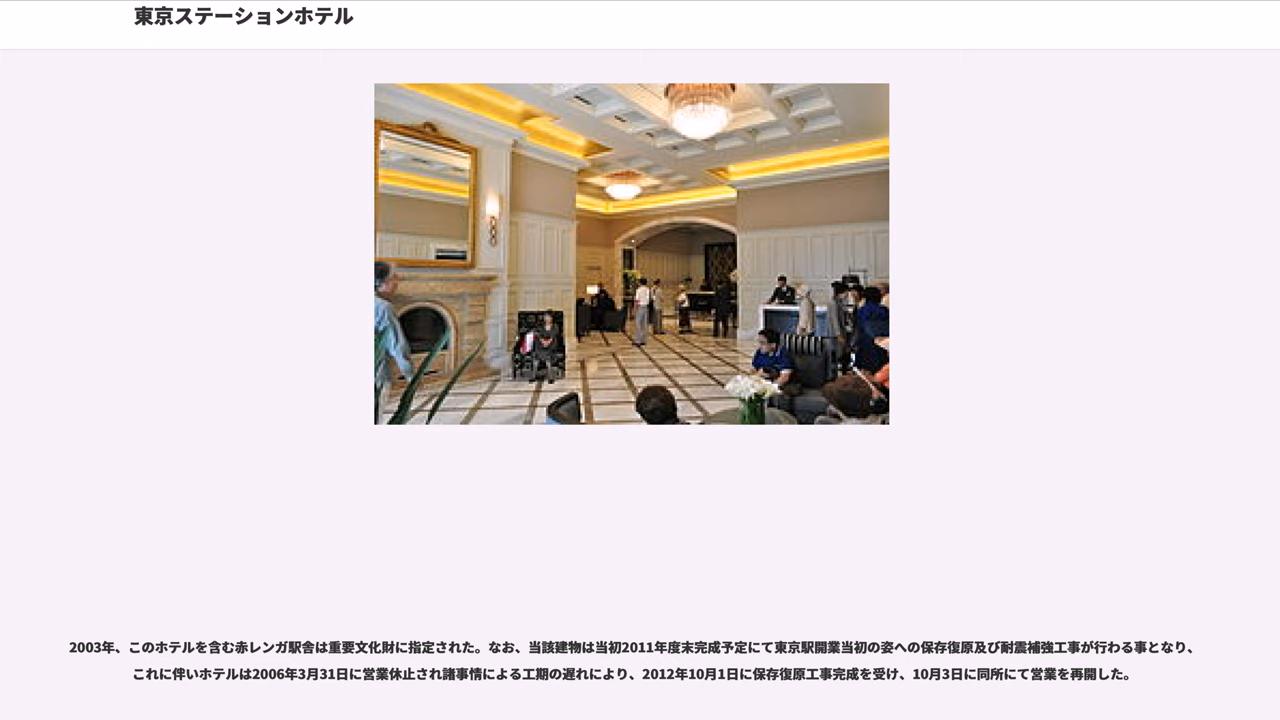 東京ステーションホテル
2003年、このホテルを含む赤レンガ駅舎は重要文化財に指定された。なお、当該建物は当初2011年度末完成予定にて東京駅開業当初の姿への保存復原及び耐震補強工事が行わる事となり、
これに伴いホテルは2006年3月31日に営業休止され諸事情による工期の遅れにより、2012年10月1日に保存復原工事完成を受け、10月3日に同所にて営業を再開した。